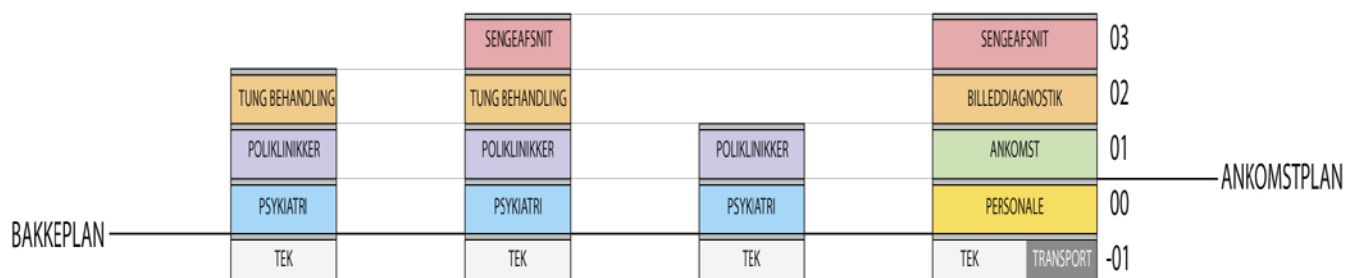 SENGEAFSNIT SENGEAFSNIT 03
TUNG BEHANDLING TUNG BEHANDLING BILLEDDIAGNOSTIK 02
POLIKLINIKKER POLIKLINIKKER POLIKLINIKKER ANKOMST 01
ANKOMSTPLAN
PSYKIATRI PSYKIATRI PSYKIATRI PERSONALE 00
BAKKEPLAN
TEK TEK TEK TEK TRANSPORT -01